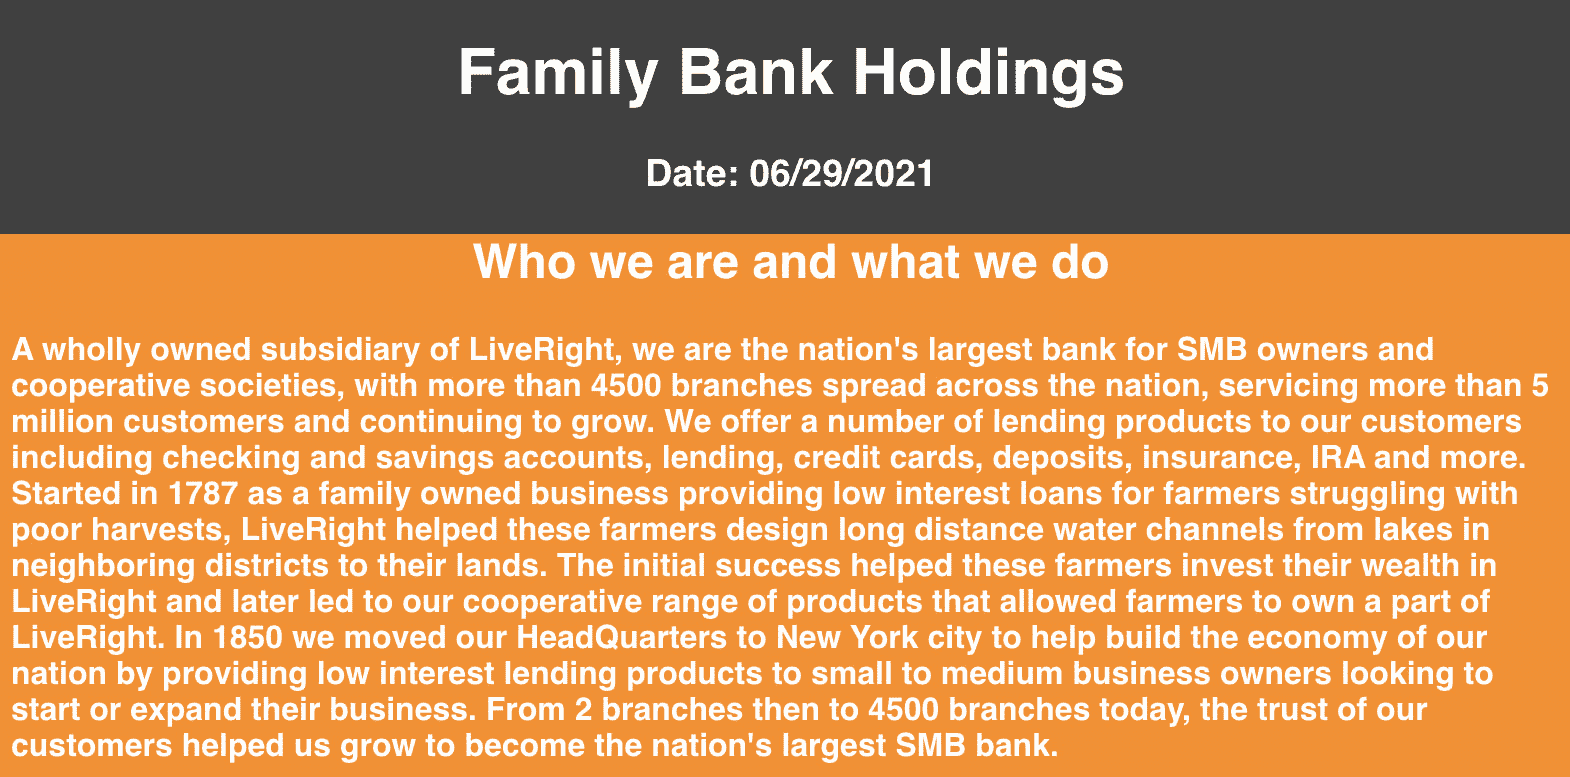 Family Bank Holdings
Date: 06/29/2021
Who we are and what we do
A wholly owned subsidiary of LiveRight, we are the nation's largest bank for SMB owners and
cooperative societies, with more than 4500 branches spread across the nation, servicing more than 5
million customers and continuing to grow. We offer a number of lending products to our customers
including checking and savings accounts, lending, credit cards, deposits, insurance, IRA and more.
Started in 1787 as a family owned business providing low interest loans for farmers struggling with
poor harvests, LiveRight helped these farmers design long distance water channels from lakes in
neighboring districts to their lands. The initial success helped these farmers invest their wealth in
LiveRight and later led to our cooperative range of products that allowed farmers to own a part of
LiveRight. In 1850 we moved our HeadQuarters to New York city to help build the economy of our
nation by providing low interest lending products to small to medium business owners looking to
start or expand their business. From 2 branches then to 4500 branches today, the trust of our
customers helped us grow to become the nation's largest SMB bank.